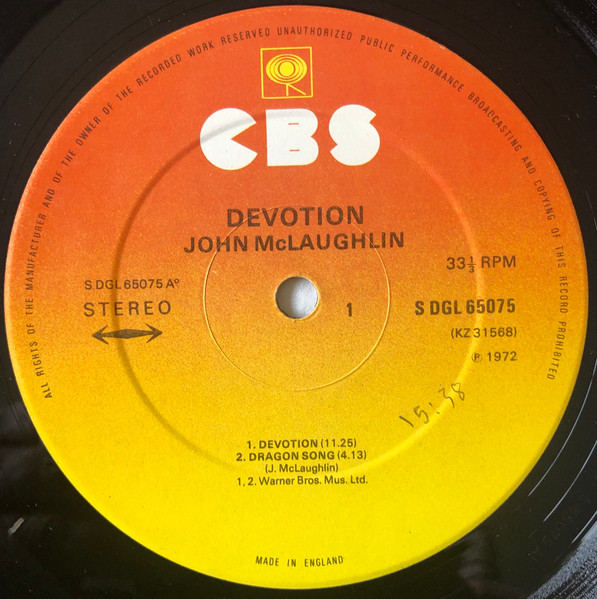 ALL RIGHTS OF THE MANUFACTURER AND OF THE OWNER OF THE RECORDED WORK RESERVED UNAUTHORIZED PUBLIC PERFORMANCE BROADCASTING AND COPYING OF THIS RECORD PROHIBITED
CBS
DEVOTION
JOHN McLAUGHLIN
33⅓ RPM
S DGL 65075 A°
STEREO
1
S DGL 65075
(KZ 31568)
℗ 1972
15:38
1. DEVOTION (11.25)
2. DRAGON SONG (4.13)
(J. McLaughlin)
1, 2. Warner Bros. Mus. Ltd.
MADE IN ENGLAND